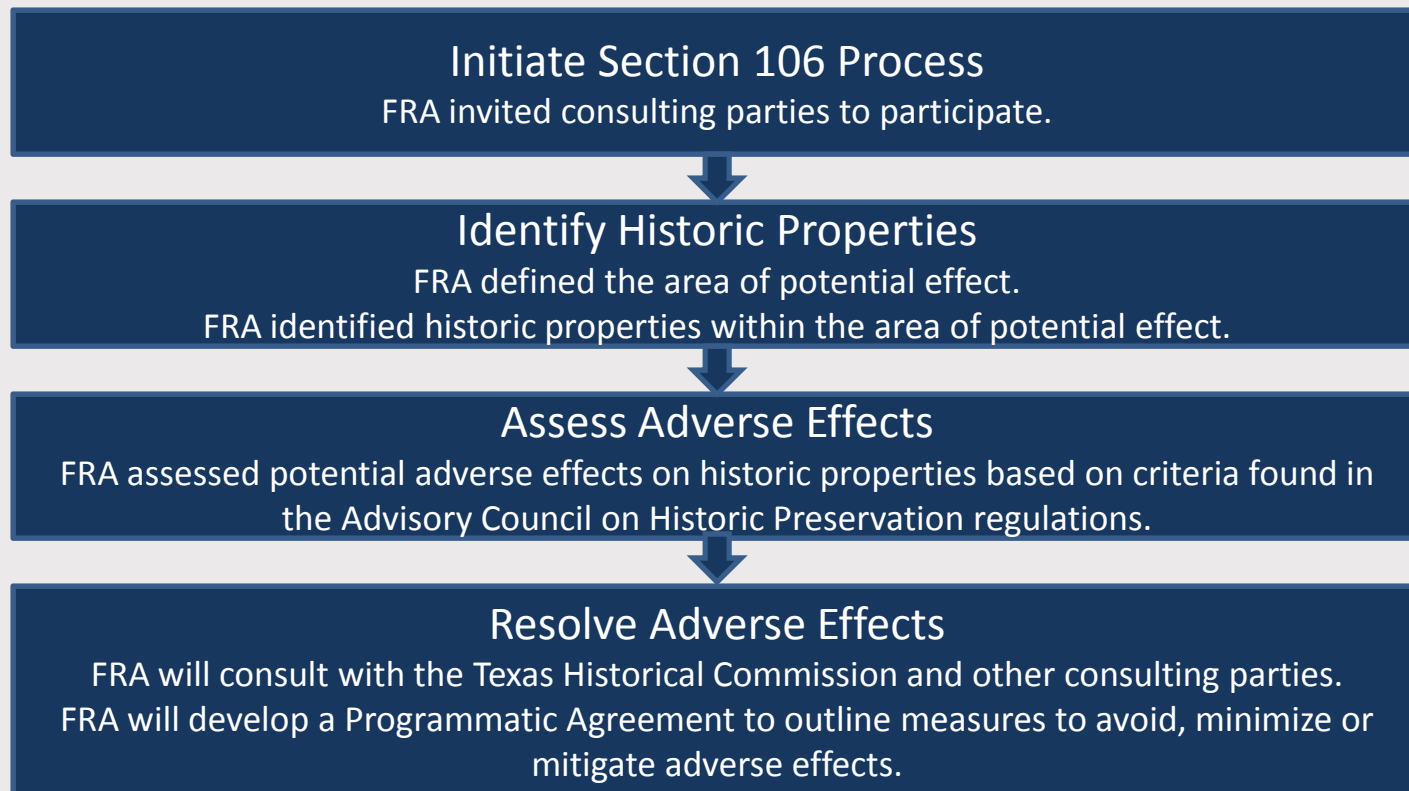 Initiate Section 106 Process
FRA invited consulting parties to participate.
Identify Historic Properties
FRA defined the area of potential effect.
FRA identified historic properties within the area of potential effect.
Assess Adverse Effects
FRA assessed potential adverse effects on historic properties based on criteria found in
the Advisory Council on Historic Preservation regulations.
Resolve Adverse Effects
FRA will consult with the Texas Historical Commission and other consulting parties.
FRA will develop a Programmatic Agreement to outline measures to avoid, minimize or
mitigate adverse effects.